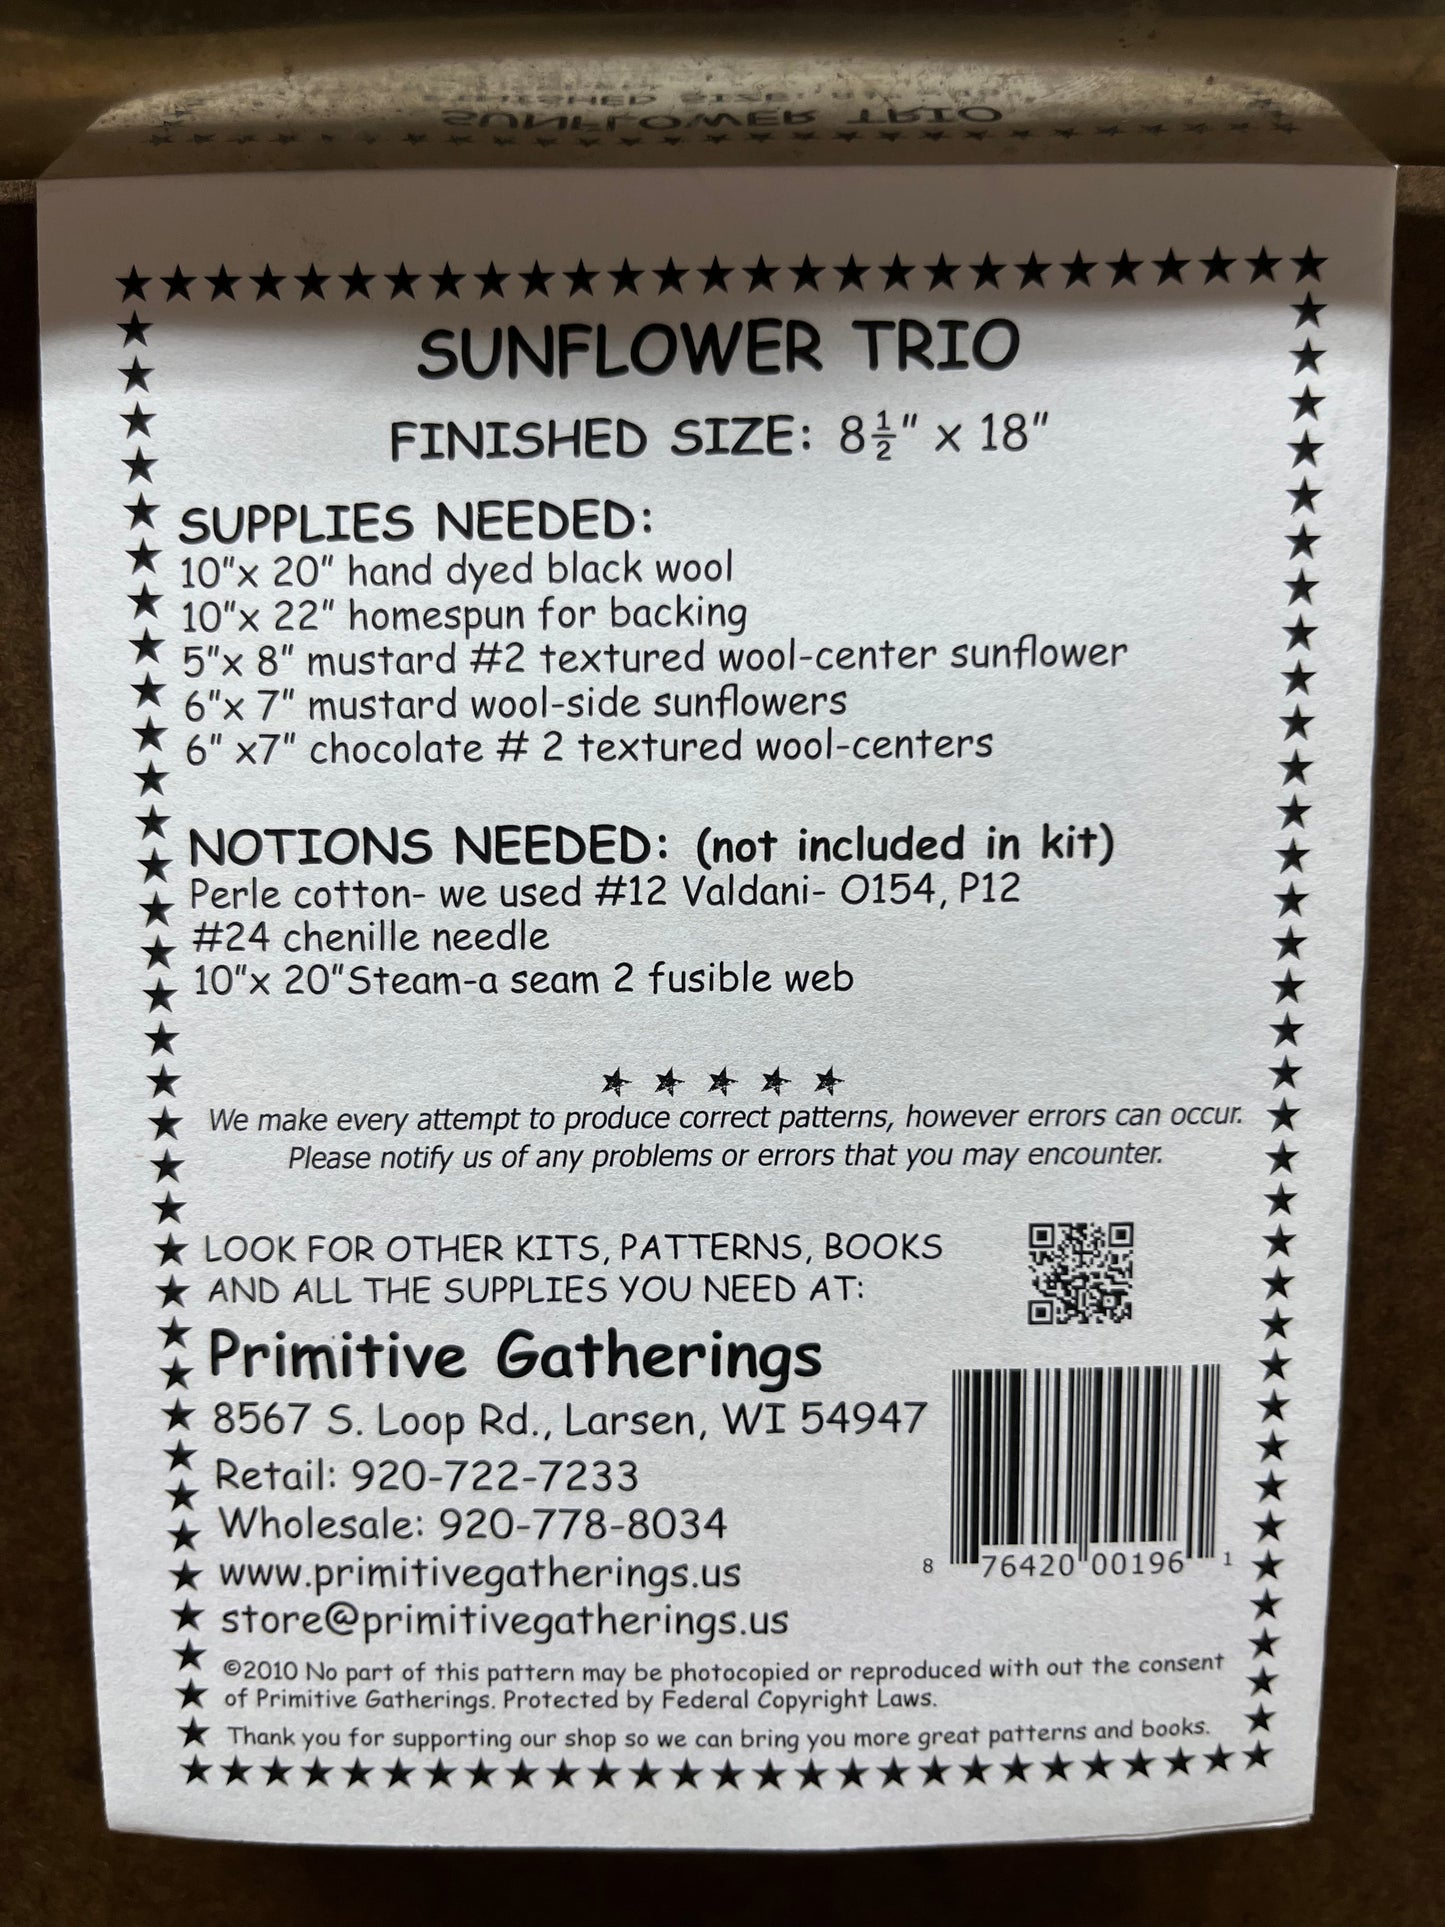 SUNFLOWER TRIO
FINISHED SIZE: 8½" x 18"
SUPPLIES NEEDED:
10"x 20" hand dyed black wool
10"x 22" homespun for backing
5"x 8" mustard #2 textured wool-center sunflower
6"x 7" mustard wool-side sunflowers
6" x7" chocolate # 2 textured wool-centers
NOTIONS NEEDED: (not included in kit)
Perle cotton- we used #12 Valdani- O154, P12
#24 chenille needle
10"x 20"Steam-a seam 2 fusible web
We make every attempt to produce correct patterns, however errors can occur.
Please notify us of any problems or errors that you may encounter.
LOOK FOR OTHER KITS, PATTERNS, BOOKS
AND ALL THE SUPPLIES YOU NEED AT:
Primitive Gatherings
8567 S. Loop Rd., Larsen, WI 54947
Retail: 920-722-7233
Wholesale: 920-778-8034
www.primitivegatherings.us
store@primitivegatherings.us
8 76420 00196 1
©2010 No part of this pattern may be photocopied or reproduced with out the consent
of Primitive Gatherings. Protected by Federal Copyright Laws.
Thank you for supporting our shop so we can bring you more great patterns and books.